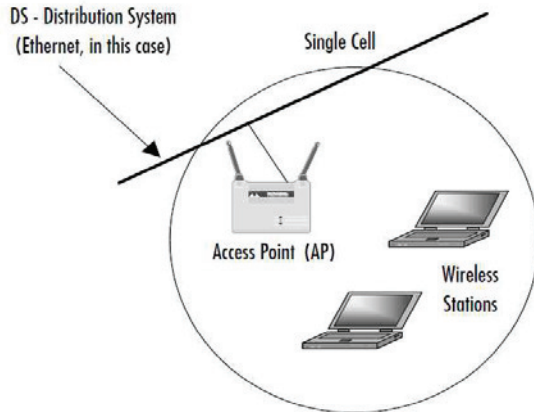 DS - Distribution System
(Ethernet, in this case)
Single Cell
Access Point (AP)
Wireless
Stations